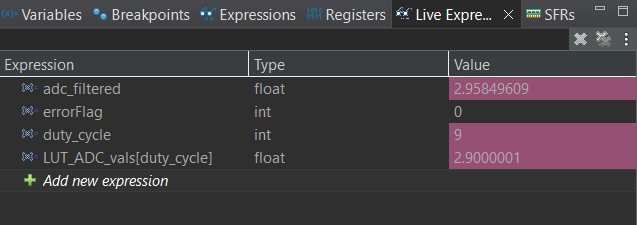 Variables Breakpoints Expressions Registers Live Expre... SFRs
Expression Type Value
adc_filtered float 2.95849609
errorFlag int 0
duty_cycle int 9
LUT_ADC_vals[duty_cycle] float 2.9000001
Add new expression